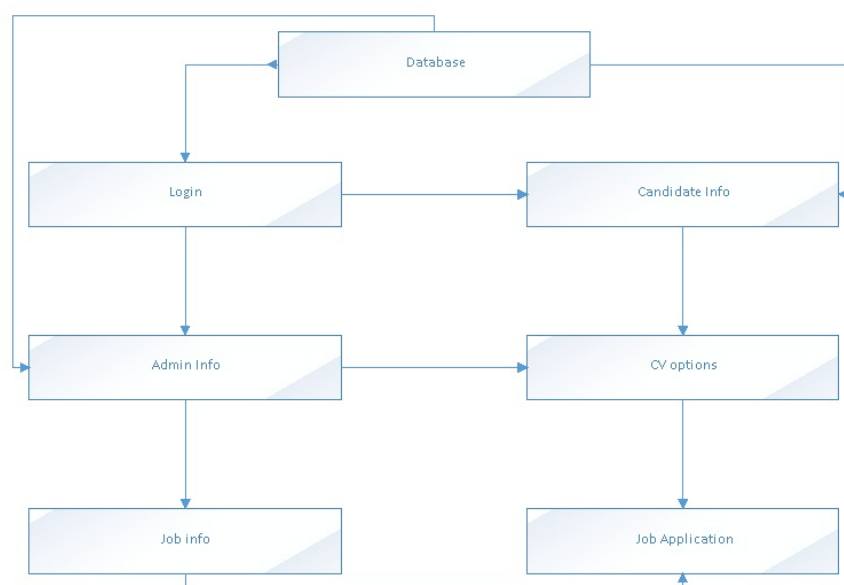 Database
Login
Candidate Info
Admin Info
CV options
Job info
Job Application